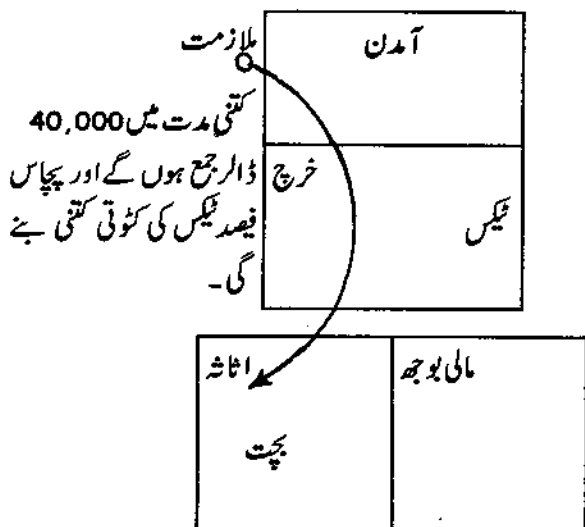 ملازمت
آمدن
کتنی مدت میں 40,000
ڈالر جمع ہوں گے اور پچاس
فیصد ٹیکس کی کٹوتی کتنی بنے
گی۔
خرچ
ٹیکس
اثاثہ
مالی بوجھ
بچت